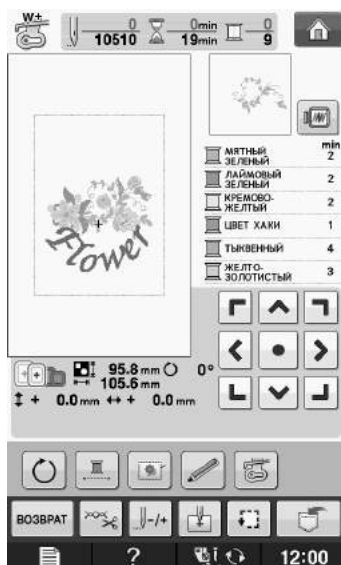 W+
0 0min 0
10510 19min 9
min
МЯТНЫЙ
ЗЕЛЕНЫЙ 2
ЛАЙМОВЫЙ
ЗЕЛЕНЫЙ 2
КРЕМОВО-
ЖЕЛТЫЙ 2
ЦВЕТ ХАКИ 1
ТЫКВЕННЫЙ 4
ЖЕЛТО-
ЗОЛОТИСТЫЙ 3
Flower
95.8 mm 0°
105.6 mm
+ 0.0 mm + 0.0 mm
ВОЗВРАТ -/+
? i 12:00